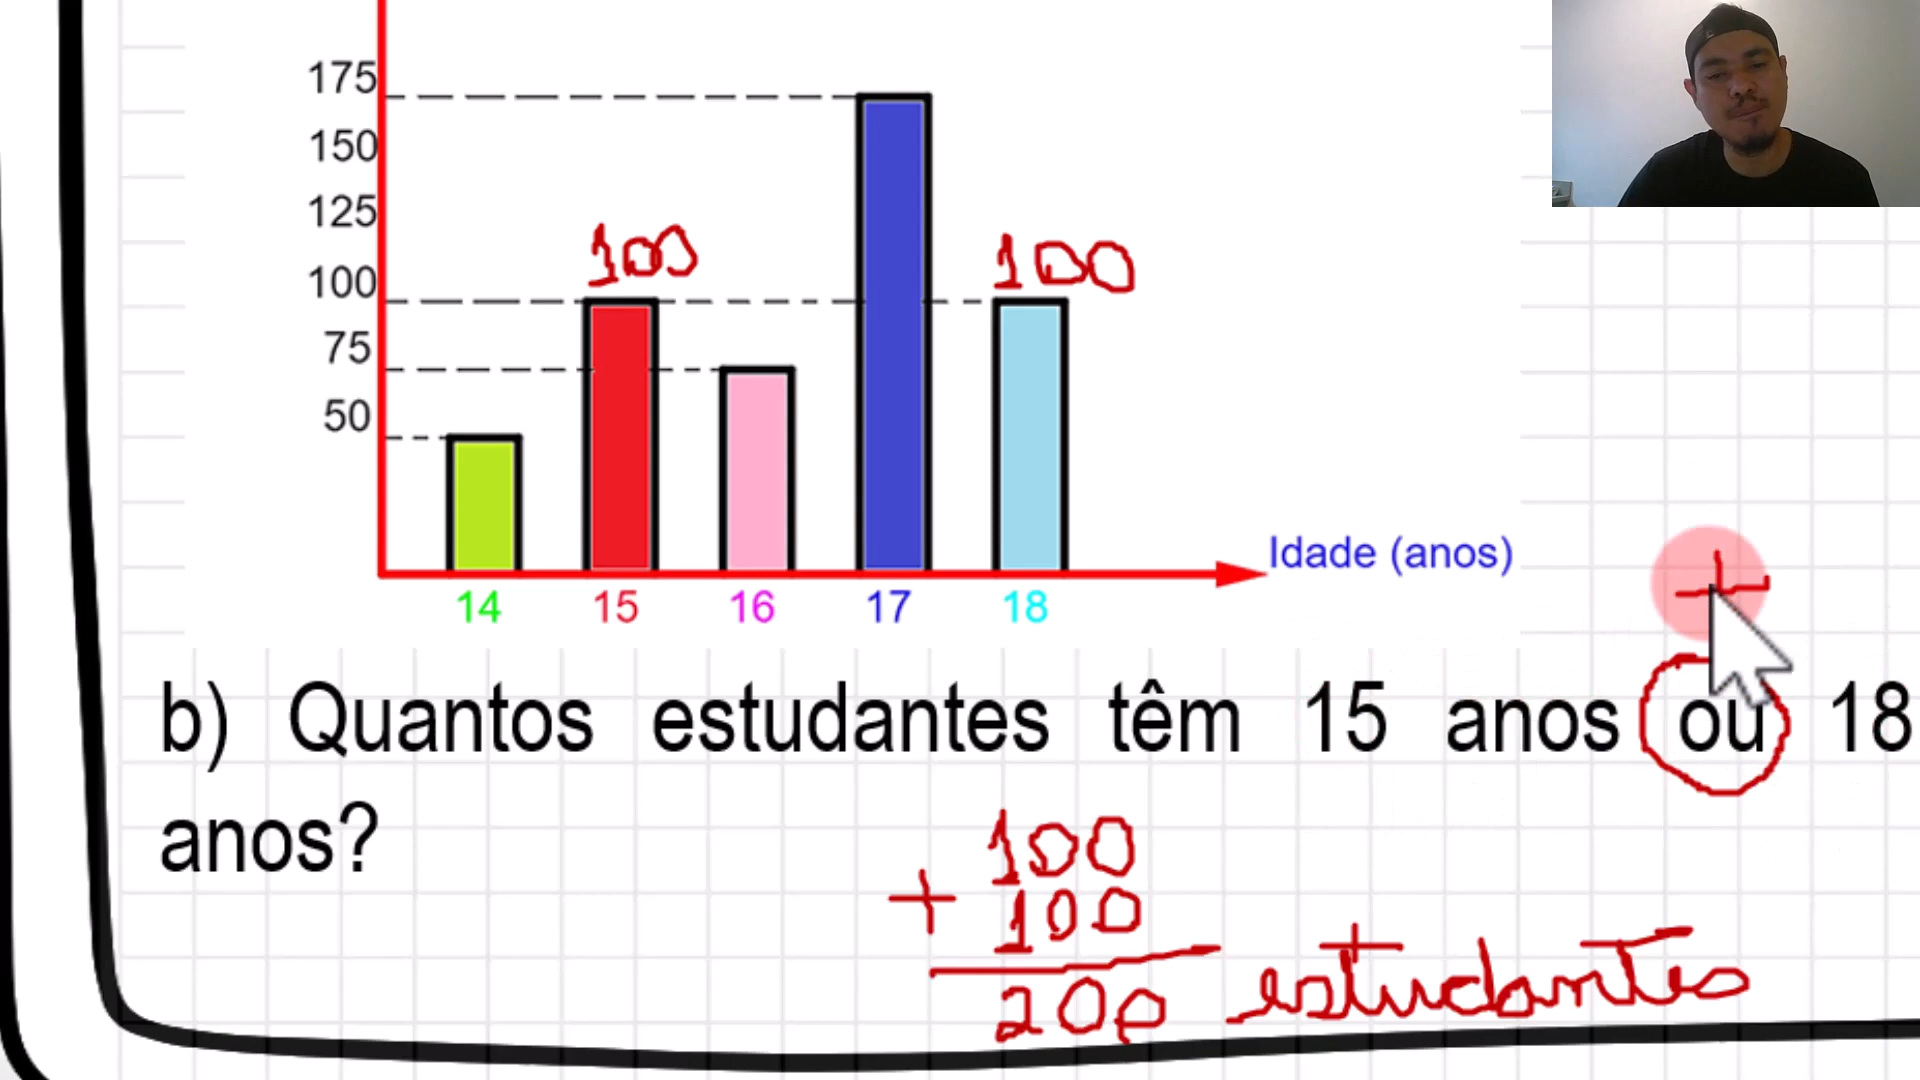 175
150
125
100
75
50
100
100
Idade (anos)
14 15 16 17 18
+
b) Quantos estudantes têm 15 anos ou 18
anos?
100
+ 100
200 estudantes